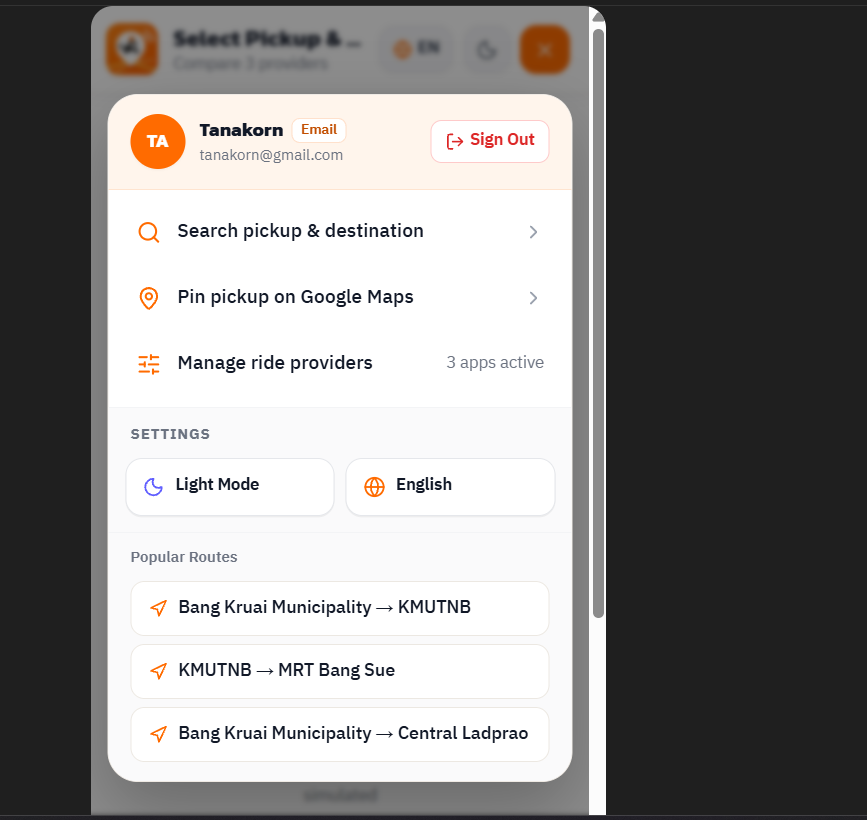 Select Pickup & ...
Compare 3 providers
EN
TA
Tanakorn
Email
tanakorn@gmail.com
Sign Out
Search pickup & destination
Pin pickup on Google Maps
Manage ride providers
3 apps active
SETTINGS
Light Mode
English
Popular Routes
Bang Kruai Municipality → KMUTNB
KMUTNB → MRT Bang Sue
Bang Kruai Municipality → Central Ladprao
simulated